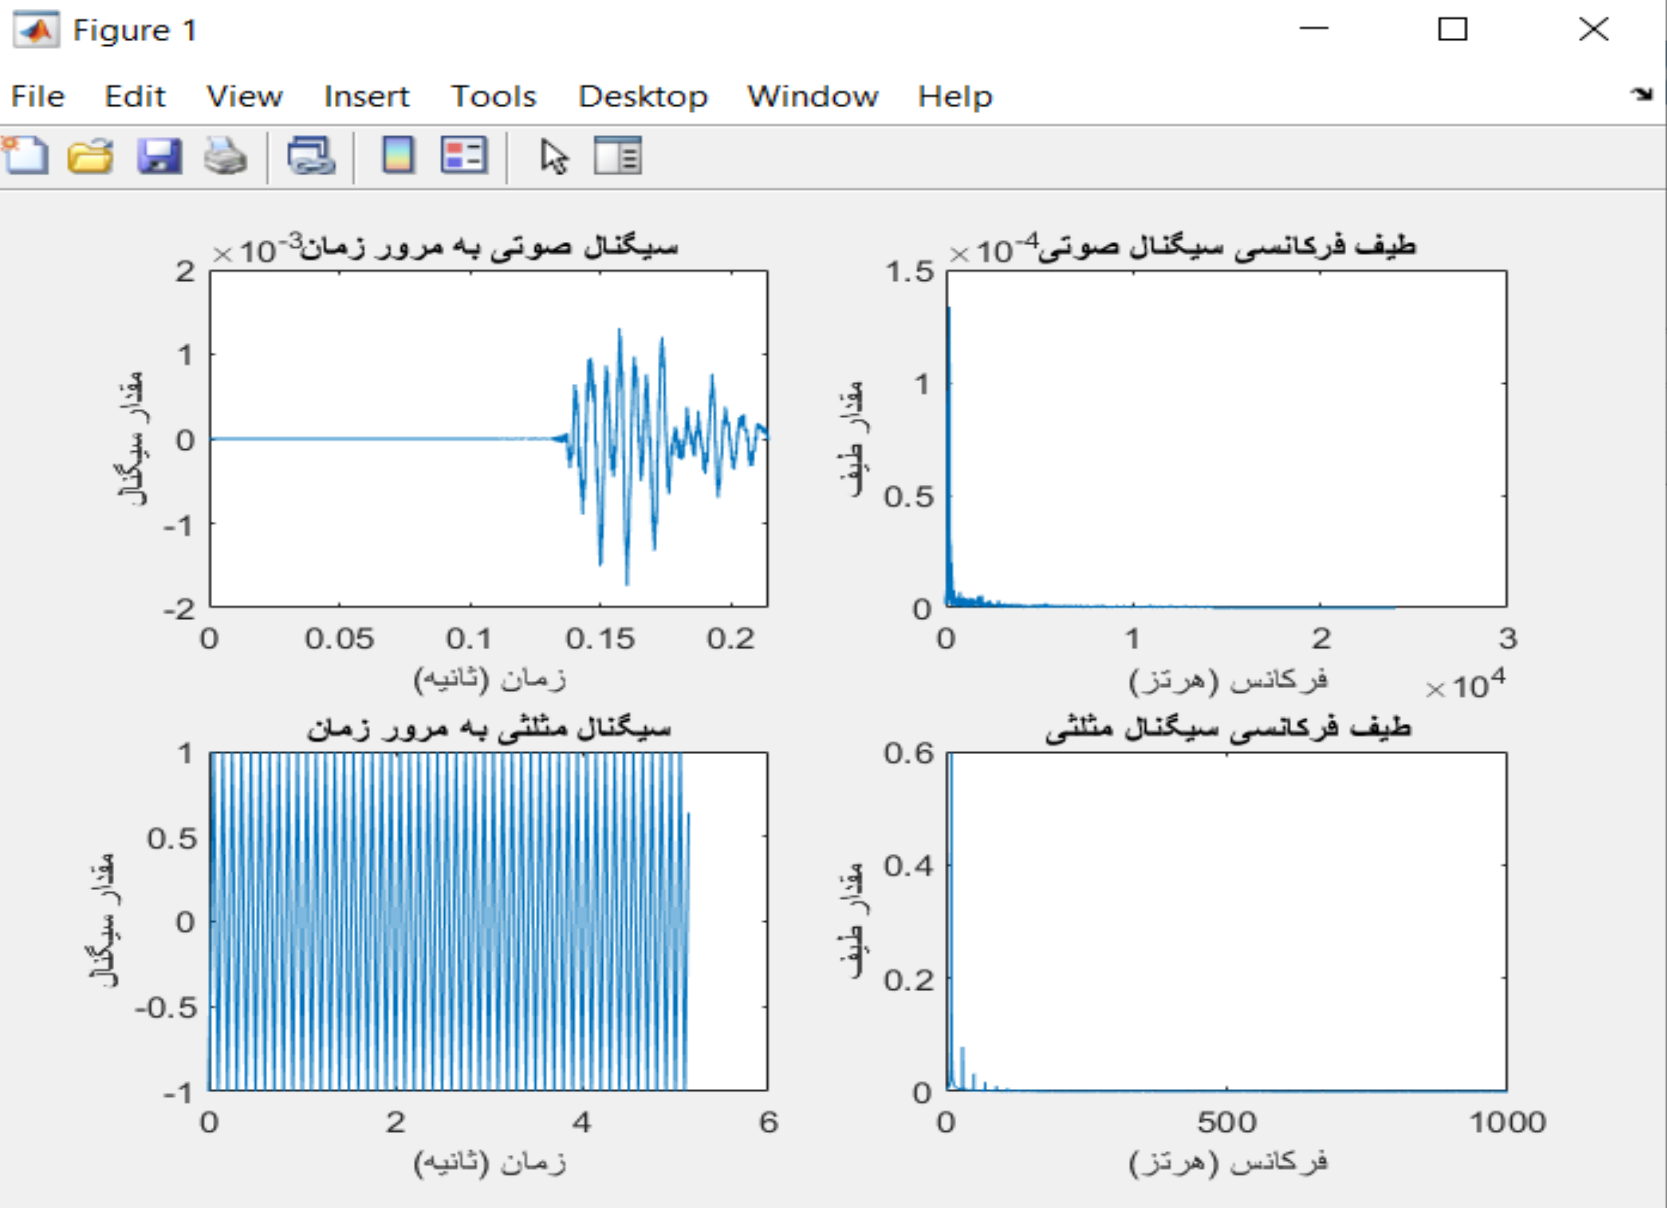 Figure 1
File Edit View Insert Tools Desktop Window Help
×10-3
سیگنال صوتی به مرور زمان
2
1
0
-1
-2
مقدار سیگنال
0 0.05 0.1 0.15 0.2
زمان (ثانیه)
×10-4
طیف فرکانسی سیگنال صوتی
1.5
1
0.5
0
مقدار طیف
0 1 2 3
×104
فرکانس (هرتز)
سیگنال مثلثی به مرور زمان
1
0.5
0
-0.5
-1
مقدار سیگنال
0 2 4 6
زمان (ثانیه)
طیف فرکانسی سیگنال مثلثی
0.6
0.4
0.2
0
مقدار طیف
0 500 1000
فرکانس (هرتز)